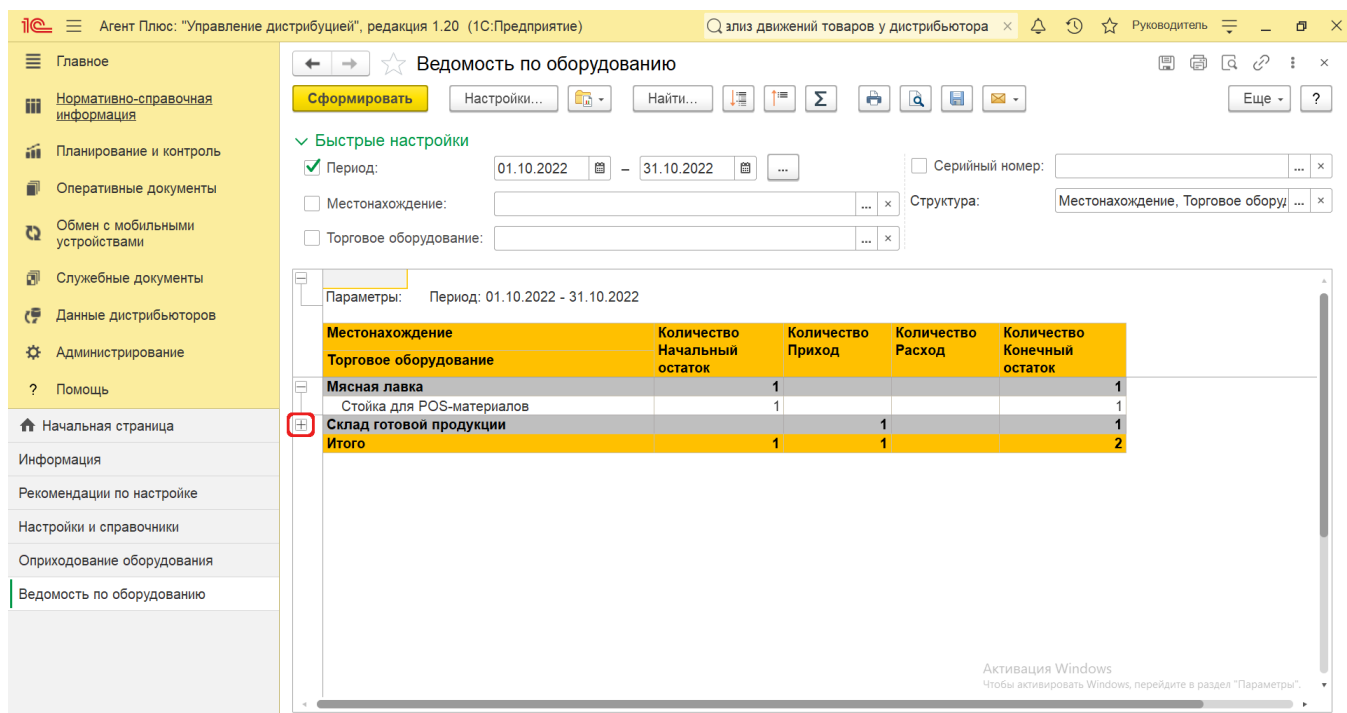 Агент Плюс: "Управление дистрибуцией", редакция 1.20 (1С:Предприятие)
ализ движений товаров у дистрибьютора
Руководитель
Главное
Нормативно-справочная
информация
Планирование и контроль
Оперативные документы
Обмен с мобильными
устройствами
Служебные документы
Данные дистрибьюторов
Администрирование
? Помощь
Начальная страница
Информация
Рекомендации по настройке
Настройки и справочники
Оприходование оборудования
Ведомость по оборудованию
Ведомость по оборудованию
Сформировать Настройки... Найти... Σ Еще ?
Быстрые настройки
Период: 01.10.2022 – 31.10.2022 ... Серийный номер: ... ×
Местонахождение: ... × Структура: Местонахождение, Торговое оборуд ... ×
Торговое оборудование: ... ×
Параметры: Период: 01.10.2022 - 31.10.2022
Местонахождение Количество Количество Количество Количество
Торговое оборудование Начальный Приход Расход Конечный
остаток остаток
Мясная лавка 1 1
Стойка для POS-материалов 1 1
Склад готовой продукции 1 1
Итого 1 1 2
Активация Windows
Чтобы активировать Windows, перейдите в раздел "Параметры".